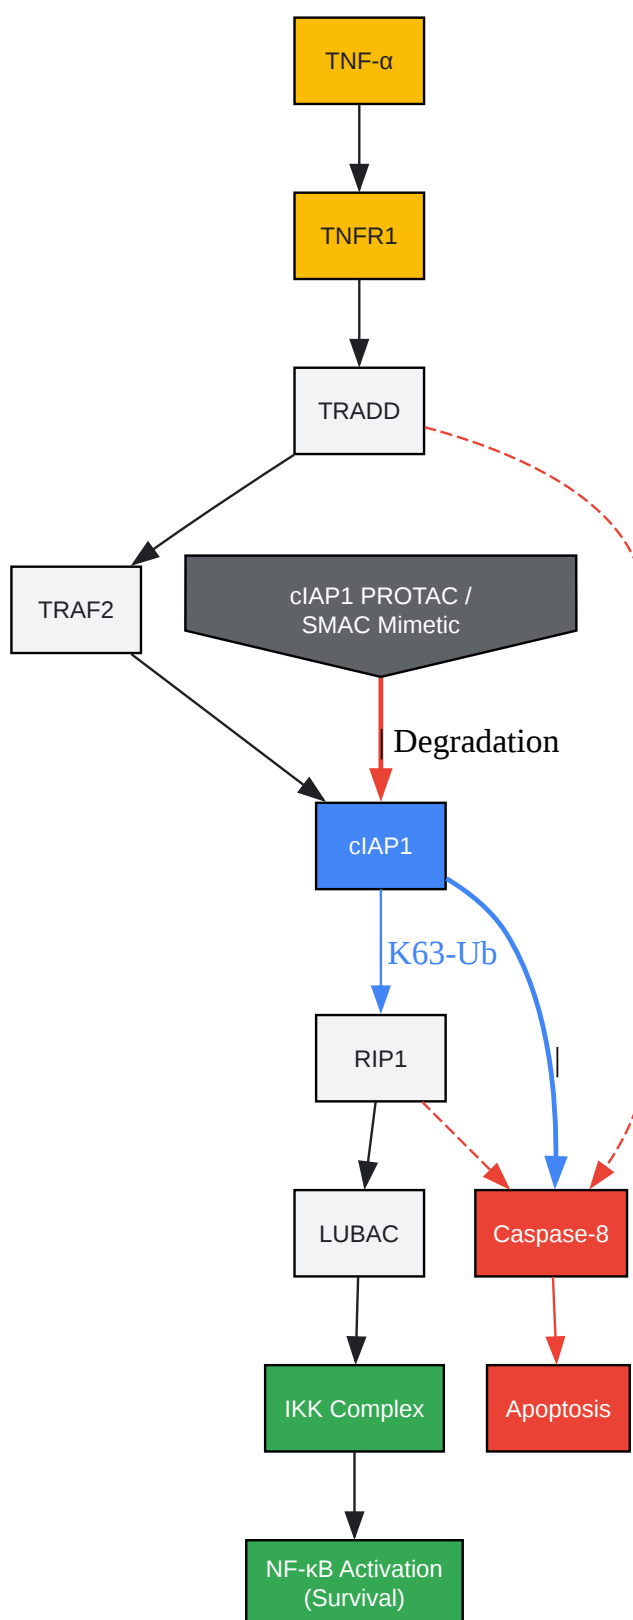 TNF-α
TNFR1
TRADD
TRAF2
cIAP1 PROTAC /
SMAC Mimetic
| Degradation
cIAP1
K63-Ub
|
RIP1
LUBAC
Caspase-8
IKK Complex
Apoptosis
NF-κB Activation
(Survival)